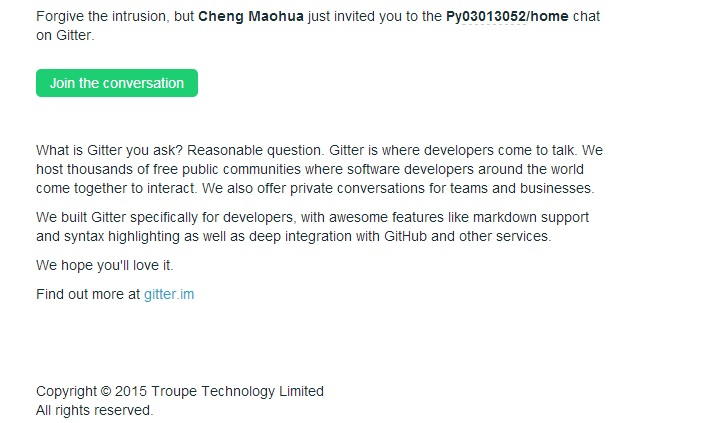 Forgive the intrusion, but Cheng Maohua just invited you to the Py03013052/home chat
on Gitter.
Join the conversation
What is Gitter you ask? Reasonable question. Gitter is where developers come to talk. We
host thousands of free public communities where software developers around the world
come together to interact. We also offer private conversations for teams and businesses.
We built Gitter specifically for developers, with awesome features like markdown support
and syntax highlighting as well as deep integration with GitHub and other services.
We hope you'll love it.
Find out more at gitter.im
Copyright © 2015 Troupe Technology Limited
All rights reserved.